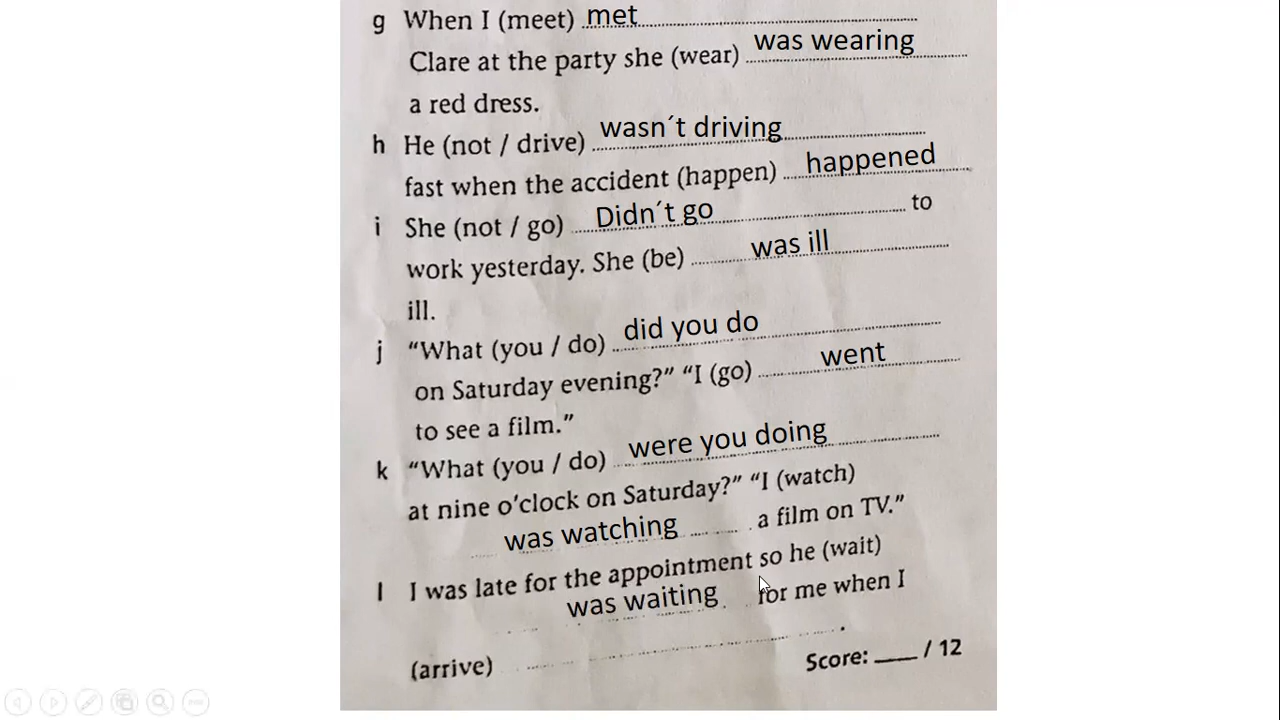 g When I (meet) met
Clare at the party she (wear) was wearing
a red dress.
h He (not / drive) wasn´t driving
fast when the accident (happen) happened
i She (not / go) Didn´t go to
work yesterday. She (be) was ill
ill.
j “What (you / do) did you do
on Saturday evening?” “I (go) went
to see a film.”
k “What (you / do) were you doing
at nine o’clock on Saturday?” “I (watch)
was watching a film on TV.”
l I was late for the appointment so he (wait)
was waiting for me when I
(arrive) .
Score: ___ / 12